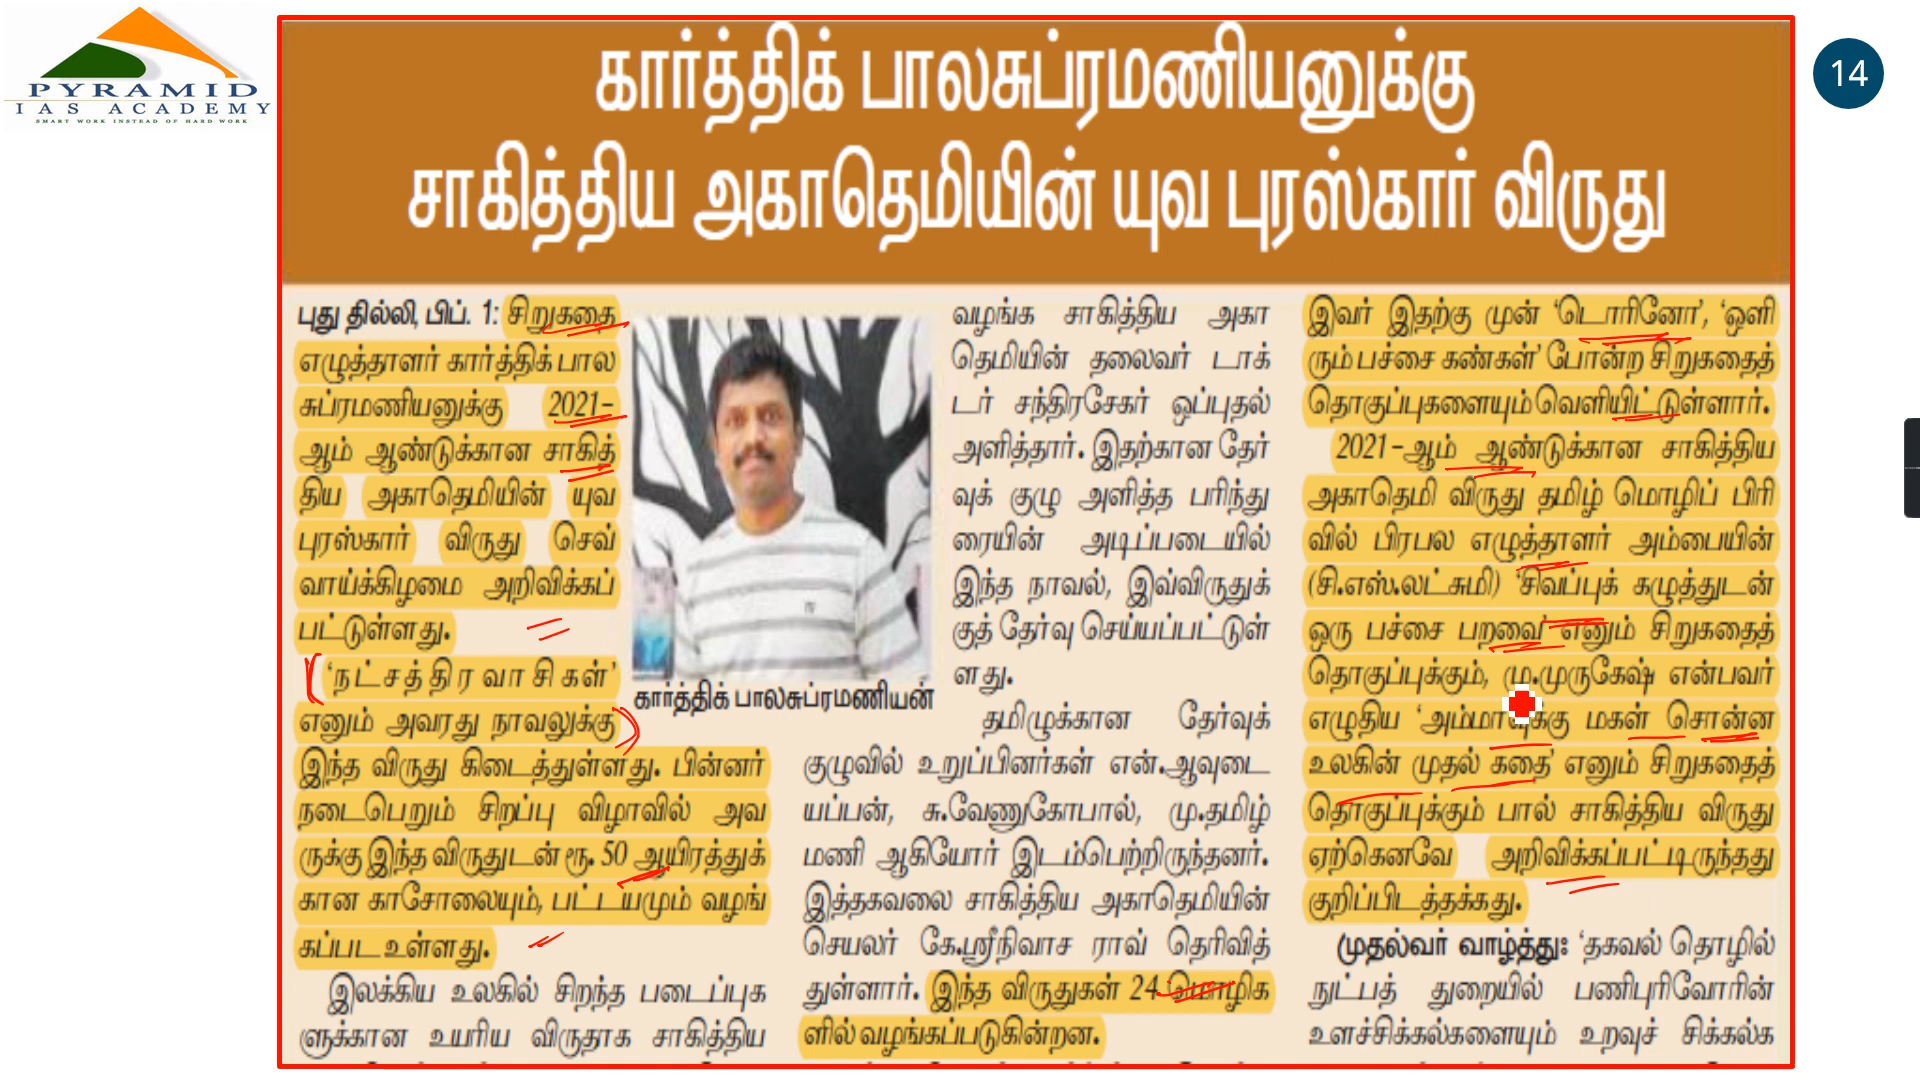 PYRAMID
IAS ACADEMY
SMART WORK INSTEAD OF HARD WORK
14
கார்த்திக் பாலசுப்ரமணியனுக்கு
சாகித்திய அகாதெமியின் யுவ புரஸ்கார் விருது
புது தில்லி, பிப். 1: சிறுகதை
எழுத்தாளர் கார்த்திக் பால
சுப்ரமணியனுக்கு 2021-
ஆம் ஆண்டுக்கான சாகித்
திய அகாதெமியின் யுவ
புரஸ்கார் விருது செவ்
வாய்க்கிழமை அறிவிக்கப்
பட்டுள்ளது.
'நட்சத்திரவாசிகள்'
எனும் அவரது நாவலுக்கு
இந்த விருது கிடைத்துள்ளது. பின்னர்
நடைபெறும் சிறப்பு விழாவில் அவ
ருக்கு இந்த விருதுடன் ரூ. 50 ஆயிரத்துக்
கான காசோலையும், பட்டயமும் வழங்
கப்பட உள்ளது.
இலக்கிய உலகில் சிறந்த படைப்புக
ளுக்கான உயரிய விருதாக சாகித்திய
கார்த்திக் பாலசுப்ரமணியன்
வழங்க சாகித்திய அகா
தெமியின் தலைவர் டாக்
டர் சந்திரசேகர் ஒப்புதல்
அளித்தார். இதற்கான தேர்
வுக் குழு அளித்த பரிந்து
ரையின் அடிப்படையில்
இந்த நாவல், இவ்விருதுக்
குத் தேர்வு செய்யப்பட்டுள்
ளது.
தமிழுக்கான தேர்வுக்
குழுவில் உறுப்பினர்கள் என்.ஆவுடை
யப்பன், சு.வேணுகோபால், மு.தமிழ்
மணி ஆகியோர் இடம்பெற்றிருந்தனர்.
இத்தகவலை சாகித்திய அகாதெமியின்
செயலர் கே.ஸ்ரீநிவாச ராவ் தெரிவித்
துள்ளார். இந்த விருதுகள் 24 மொழிக
ளில் வழங்கப்படுகின்றன.
இவர் இதற்கு முன் 'டொரினோ', 'ஒளி
ரும் பச்சை கண்கள்' போன்ற சிறுகதைத்
தொகுப்புகளையும் வெளியிட்டுள்ளார்.
2021-ஆம் ஆண்டுக்கான சாகித்திய
அகாதெமி விருது தமிழ் மொழிப் பிரி
வில் பிரபல எழுத்தாளர் அம்பையின்
(சி.எஸ்.லட்சுமி) 'சிவப்புக் கழுத்துடன்
ஒரு பச்சை பறவை' எனும் சிறுகதைத்
தொகுப்புக்கும், மு.முருகேஷ் என்பவர்
எழுதிய 'அம்மாவுக்கு மகள் சொன்ன
உலகின் முதல் கதை' எனும் சிறுகதைத்
தொகுப்புக்கும் பால் சாகித்திய விருது
ஏற்கெனவே அறிவிக்கப்பட்டிருந்தது
குறிப்பிடத்தக்கது.
முதல்வர் வாழ்த்து: 'தகவல் தொழில்
நுட்பத் துறையில் பணிபுரிவோரின்
உளச்சிக்கல்களையும் உறவுச் சிக்கல்க